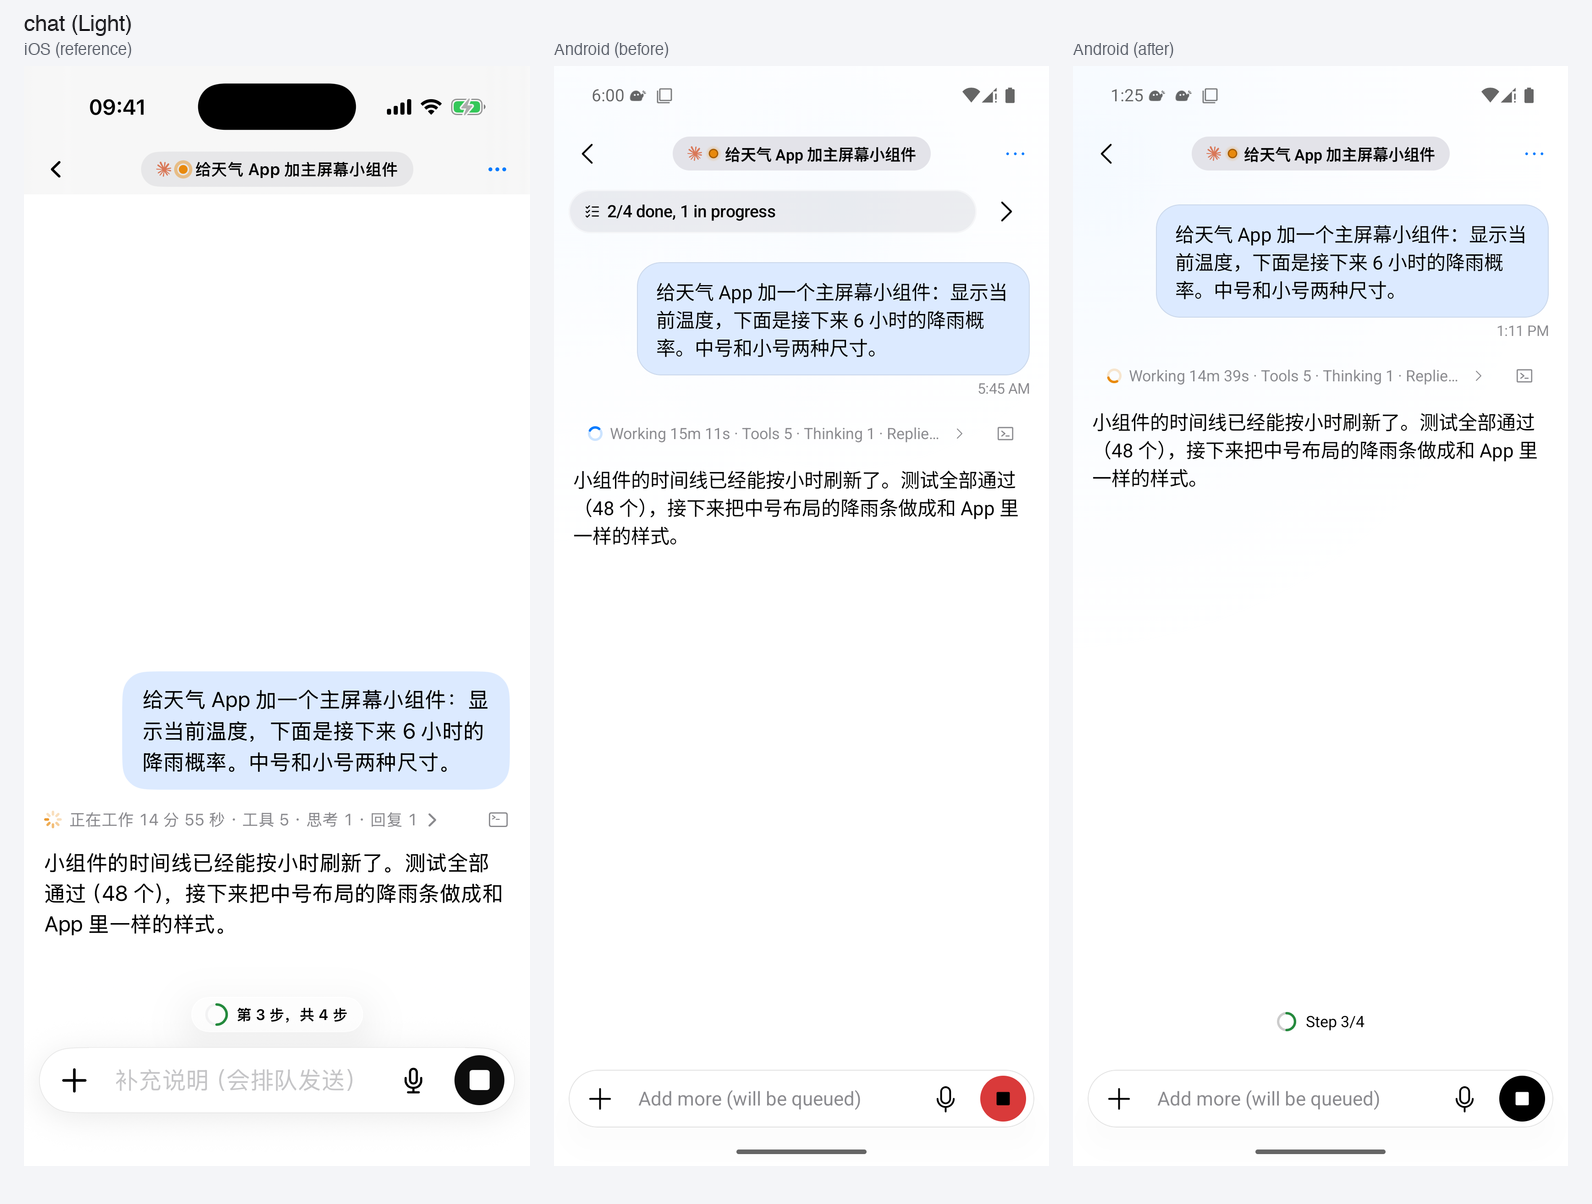 chat (Light)
iOS (reference)
09:41
给天气 App 加主屏幕小组件
给天气 App 加一个主屏幕小组件：显
示当前温度，下面是接下来 6 小时的
降雨概率。中号和小号两种尺寸。
正在工作 14 分 55 秒 · 工具 5 · 思考 1 · 回复 1
小组件的时间线已经能按小时刷新了。测试全部
通过（48 个），接下来把中号布局的降雨条做成和
App 里一样的样式。
第 3 步，共 4 步
补充说明（会排队发送）
Android (before)
6:00
给天气 App 加主屏幕小组件
2/4 done, 1 in progress
给天气 App 加一个主屏幕小组件：显示当
前温度，下面是接下来 6 小时的降雨概
率。中号和小号两种尺寸。
5:45 AM
Working 15m 11s · Tools 5 · Thinking 1 · Replie...
小组件的时间线已经能按小时刷新了。测试全部通过
（48 个），接下来把中号布局的降雨条做成和 App 里
一样的样式。
Add more (will be queued)
Android (after)
1:25
给天气 App 加主屏幕小组件
给天气 App 加一个主屏幕小组件：显示当
前温度，下面是接下来 6 小时的降雨概
率。中号和小号两种尺寸。
1:11 PM
Working 14m 39s · Tools 5 · Thinking 1 · Replie...
小组件的时间线已经能按小时刷新了。测试全部通过
（48 个），接下来把中号布局的降雨条做成和 App 里
一样的样式。
Step 3/4
Add more (will be queued)